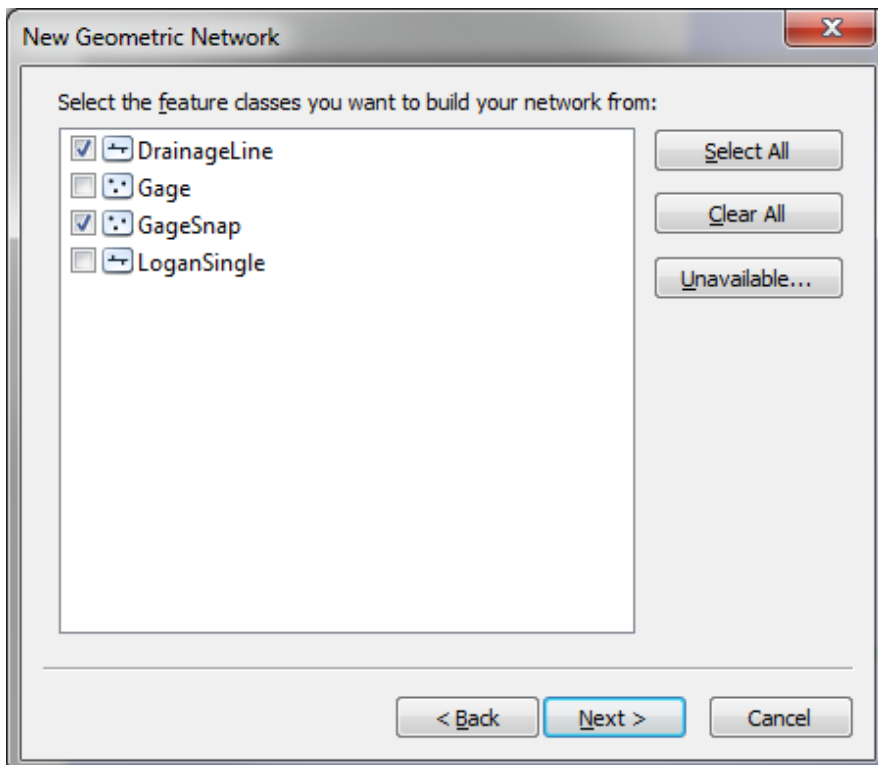 New Geometric Network
Select the feature classes you want to build your network from:
DrainageLine
Gage
GageSnap
LoganSingle
Select All
Clear All
Unavailable...
< Back
Next >
Cancel